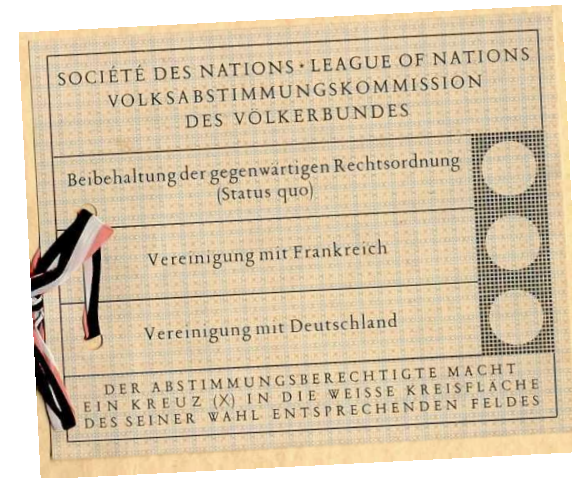 SOCIÉTÉ DES NATIONS • LEAGUE OF NATIONS
VOLKSABSTIMMUNGSKOMMISSION
DES VÖLKERBUNDES
Beibehaltung der gegenwärtigen Rechtsordnung
(Status quo)
Vereinigung mit Frankreich
Vereinigung mit Deutschland
DER ABSTIMMUNGSBERECHTIGTE MACHT
EIN KREUZ (X) IN DIE WEISSE KREISFLÄCHE
DES SEINER WAHL ENTSPRECHENDEN FELDES